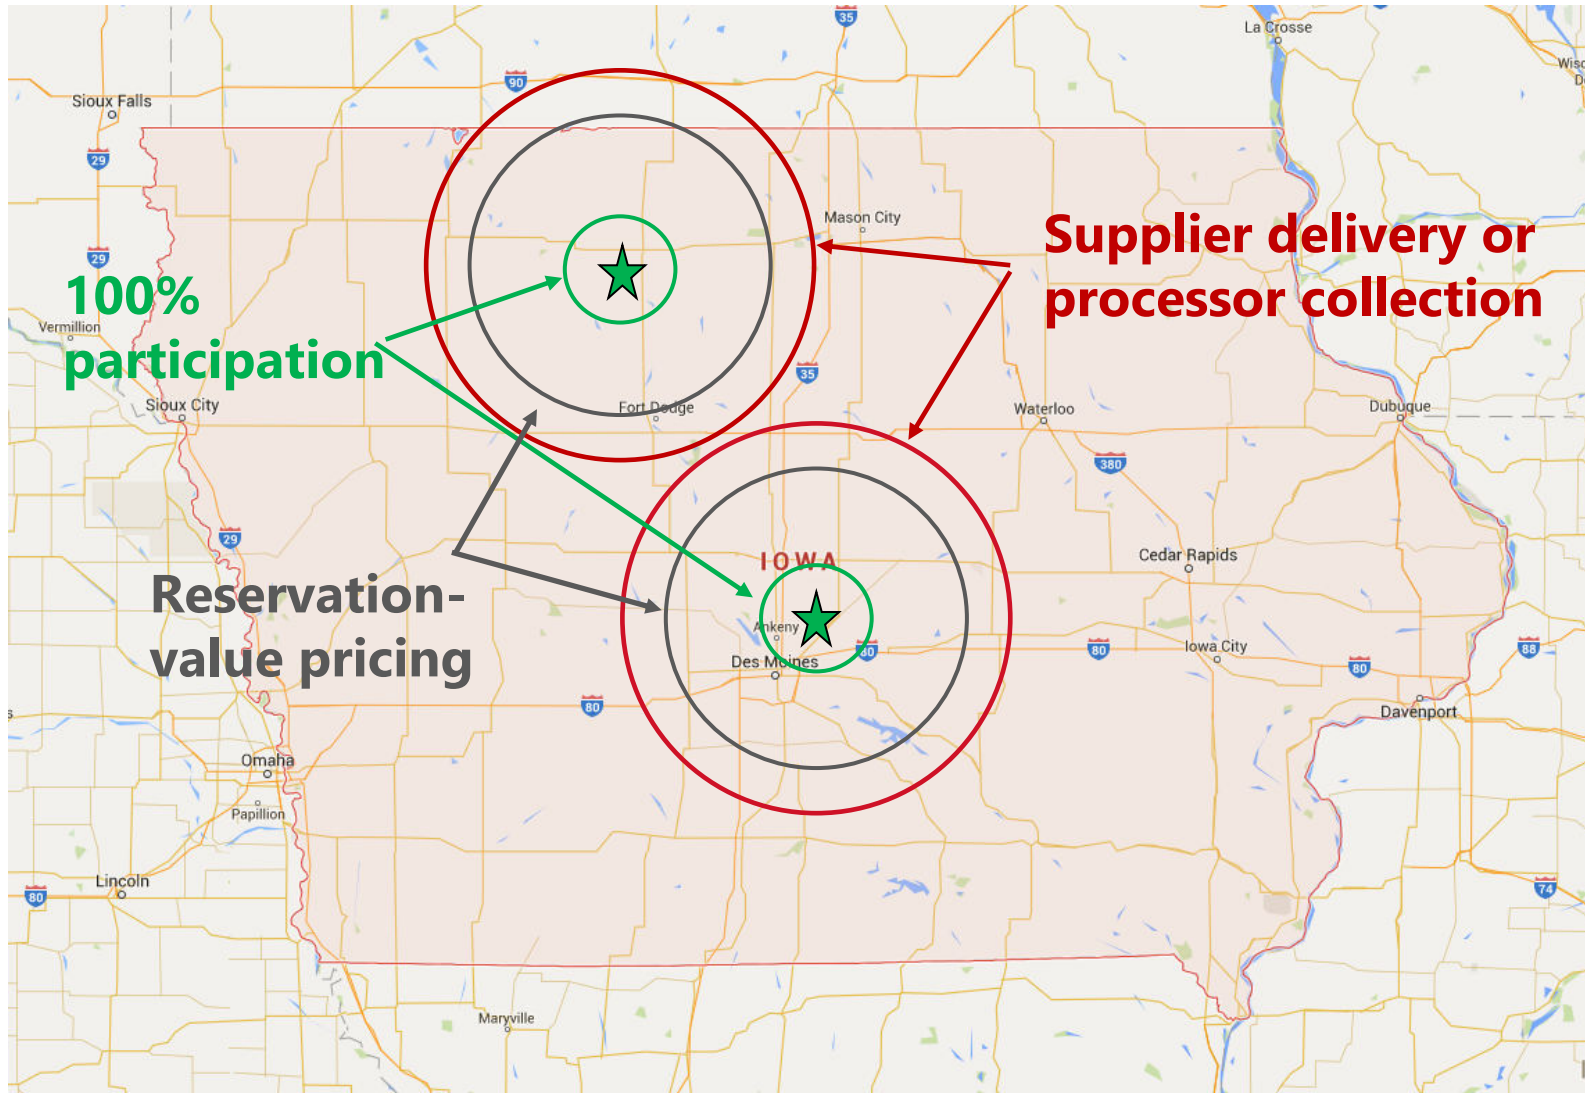 35
La Crosse
Wisc
D
90
Sioux Falls
29
Mason City
Supplier delivery or
processor collection
29
100%
participation
Vermillion
35
Sioux City
Fort Dodge
Waterloo
Dubuque
380
29
IOWA
Cedar Rapids
Reservation-
value pricing
Ankeny
80
Des Moines
80
Iowa City
80
88
80
Davenport
s
Omaha
Papillion
Lincoln
80
74
Maryville